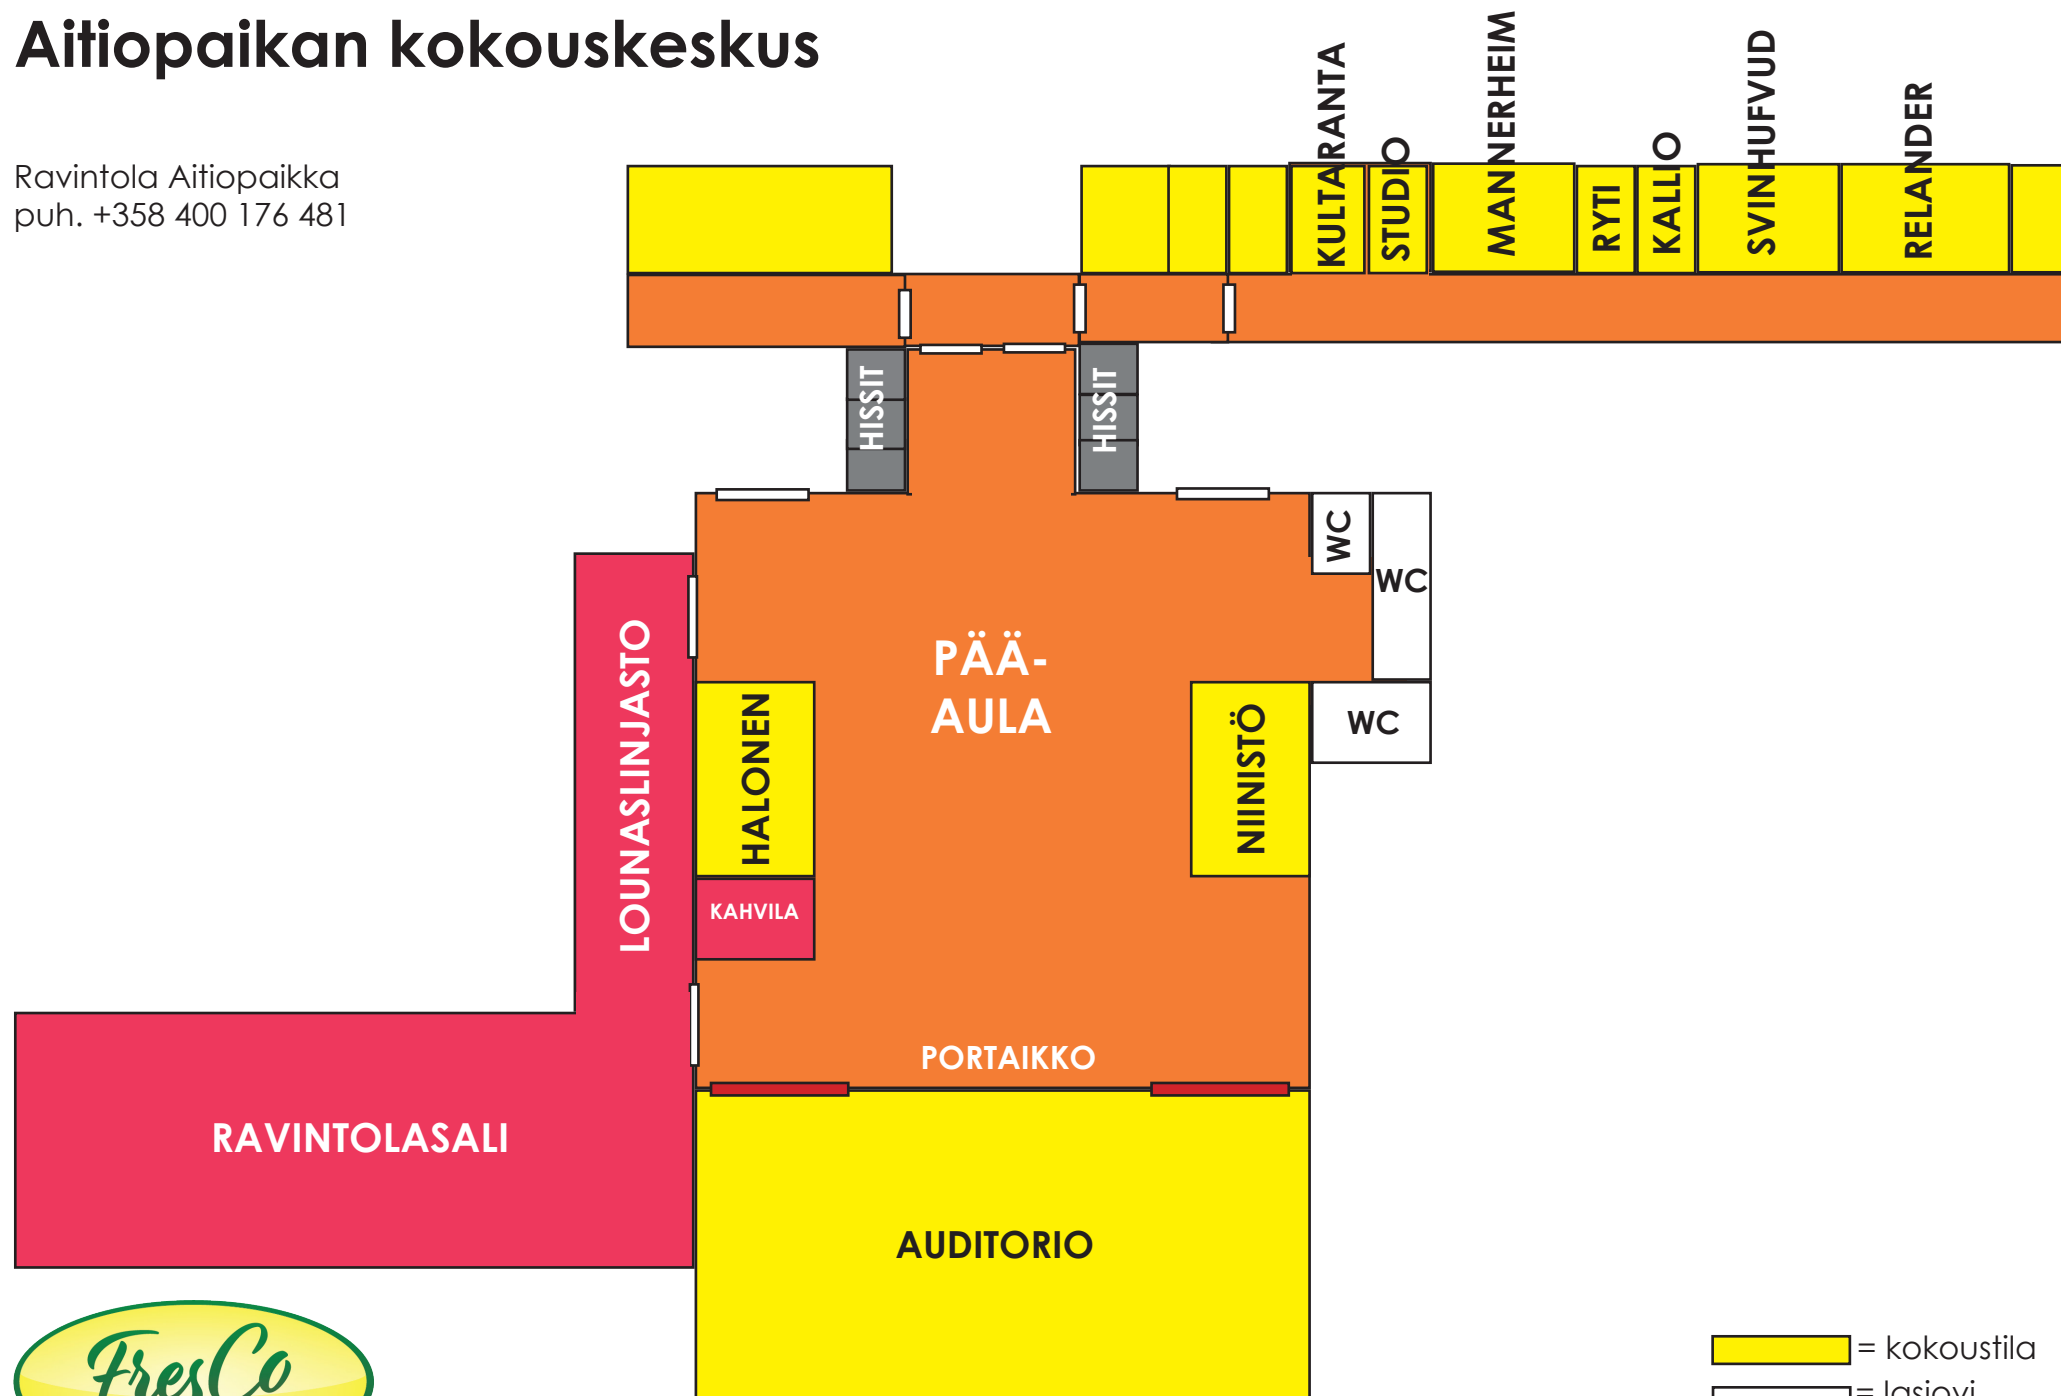 Aitiopaikan kokouskeskus
Ravintola Aitiopaikka
puh. +358 400 176 481
KULTARANTA
STUDIO
MANNERHEIM
RYTI
KALLIO
SVINHUFVUD
RELANDER
HISSIT
HISSIT
WC
WC
WC
PÄÄ-
AULA
LOUNASLINJASTO
HALONEN
NIINISTÖ
KAHVILA
PORTAIKKO
RAVINTOLASALI
AUDITORIO
FresCo
= kokoustila
= lasiovi